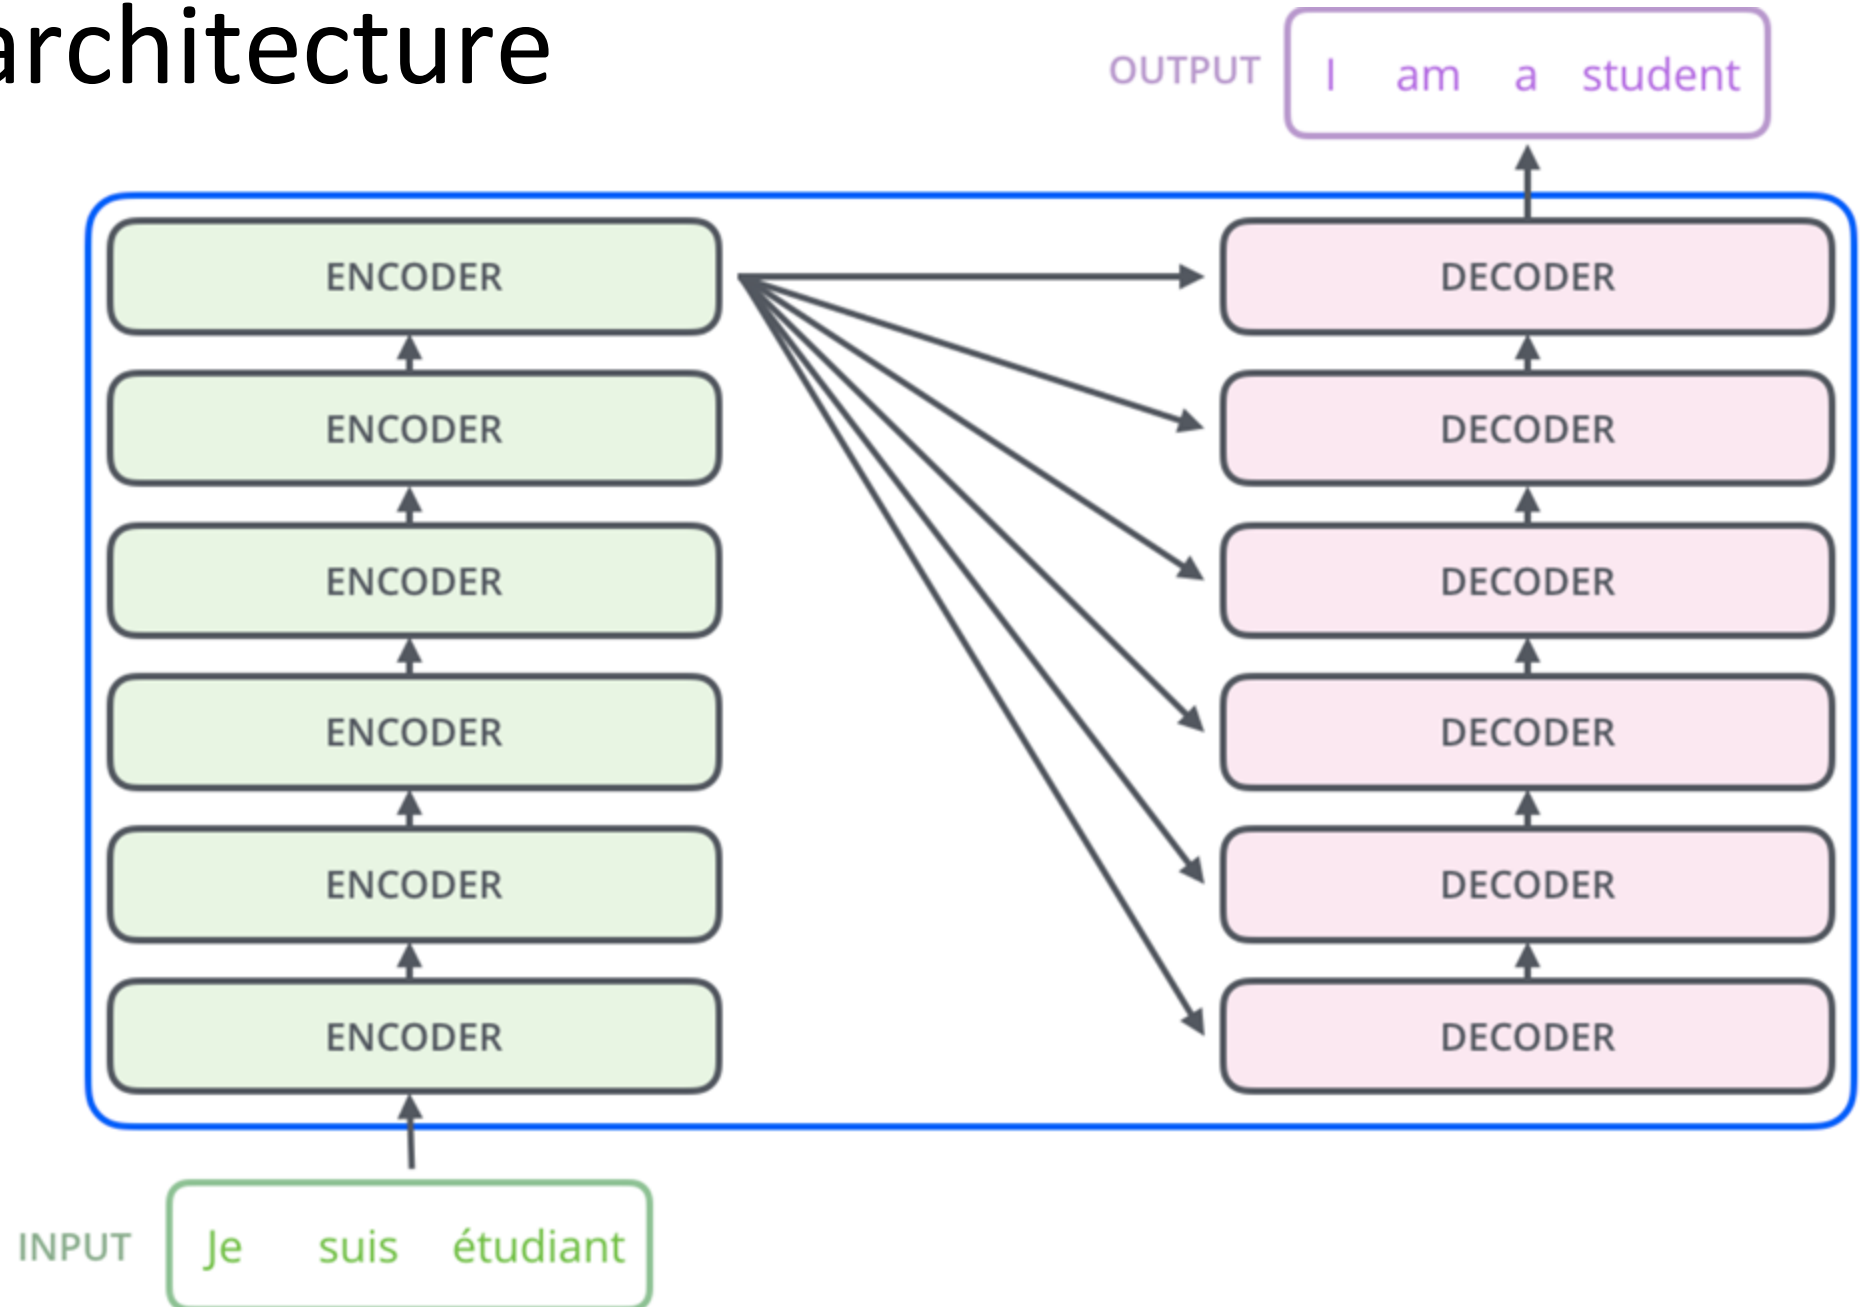 architecture
OUTPUT I am a student
ENCODER DECODER
ENCODER DECODER
ENCODER DECODER
ENCODER DECODER
ENCODER DECODER
ENCODER DECODER
INPUT Je suis étudiant